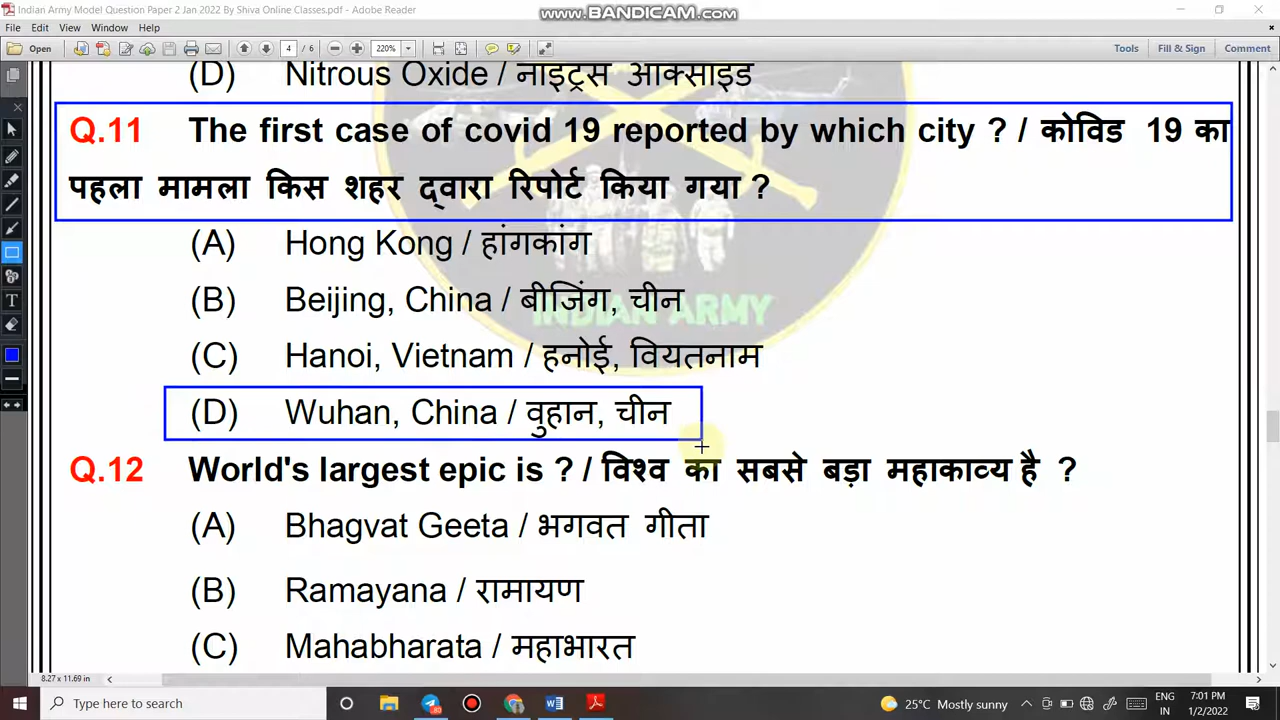 Indian Army Model Question Paper 2 Jan 2022 By Shiva Online Classes.pdf - Adobe Reader
www.BANDICAM.com
File Edit View Window Help
Open 4 / 6 220% Tools Fill & Sign Comment
(D) Nitrous Oxide / नाइट्रस आक्साइड
Q.11 The first case of covid 19 reported by which city ? / कोविड 19 का
पहला मामला किस शहर द्वारा रिपोर्ट किया गया ?
(A) Hong Kong / हांगकांग
(B) Beijing, China / बीजिंग, चीन
INDIAN ARMY
(C) Hanoi, Vietnam / हनोई, वियतनाम
(D) Wuhan, China / वुहान, चीन
Q.12 World's largest epic is ? / विश्व का सबसे बड़ा महाकाव्य है ?
(A) Bhagvat Geeta / भगवत गीता
(B) Ramayana / रामायण
(C) Mahabharata / महाभारत
8.27 x 11.69 in
Type here to search
25°C Mostly sunny
ENG
IN
7:01 PM
1/2/2022